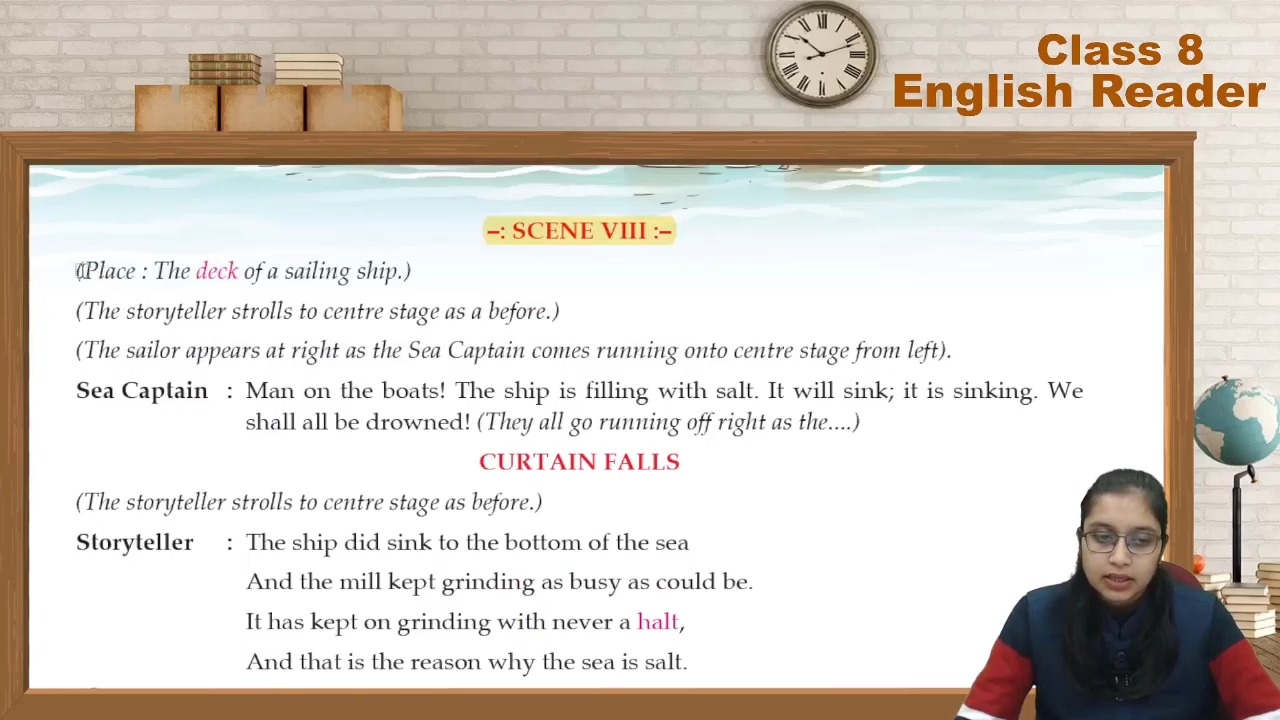 Class 8
English Reader
–: SCENE VIII :–
(Place : The deck of a sailing ship.)
(The storyteller strolls to centre stage as a before.)
(The sailor appears at right as the Sea Captain comes running onto centre stage from left).
Sea Captain : Man on the boats! The ship is filling with salt. It will sink; it is sinking. We
shall all be drowned! (They all go running off right as the....)
CURTAIN FALLS
(The storyteller strolls to centre stage as before.)
Storyteller : The ship did sink to the bottom of the sea
And the mill kept grinding as busy as could be.
It has kept on grinding with never a halt,
And that is the reason why the sea is salt.